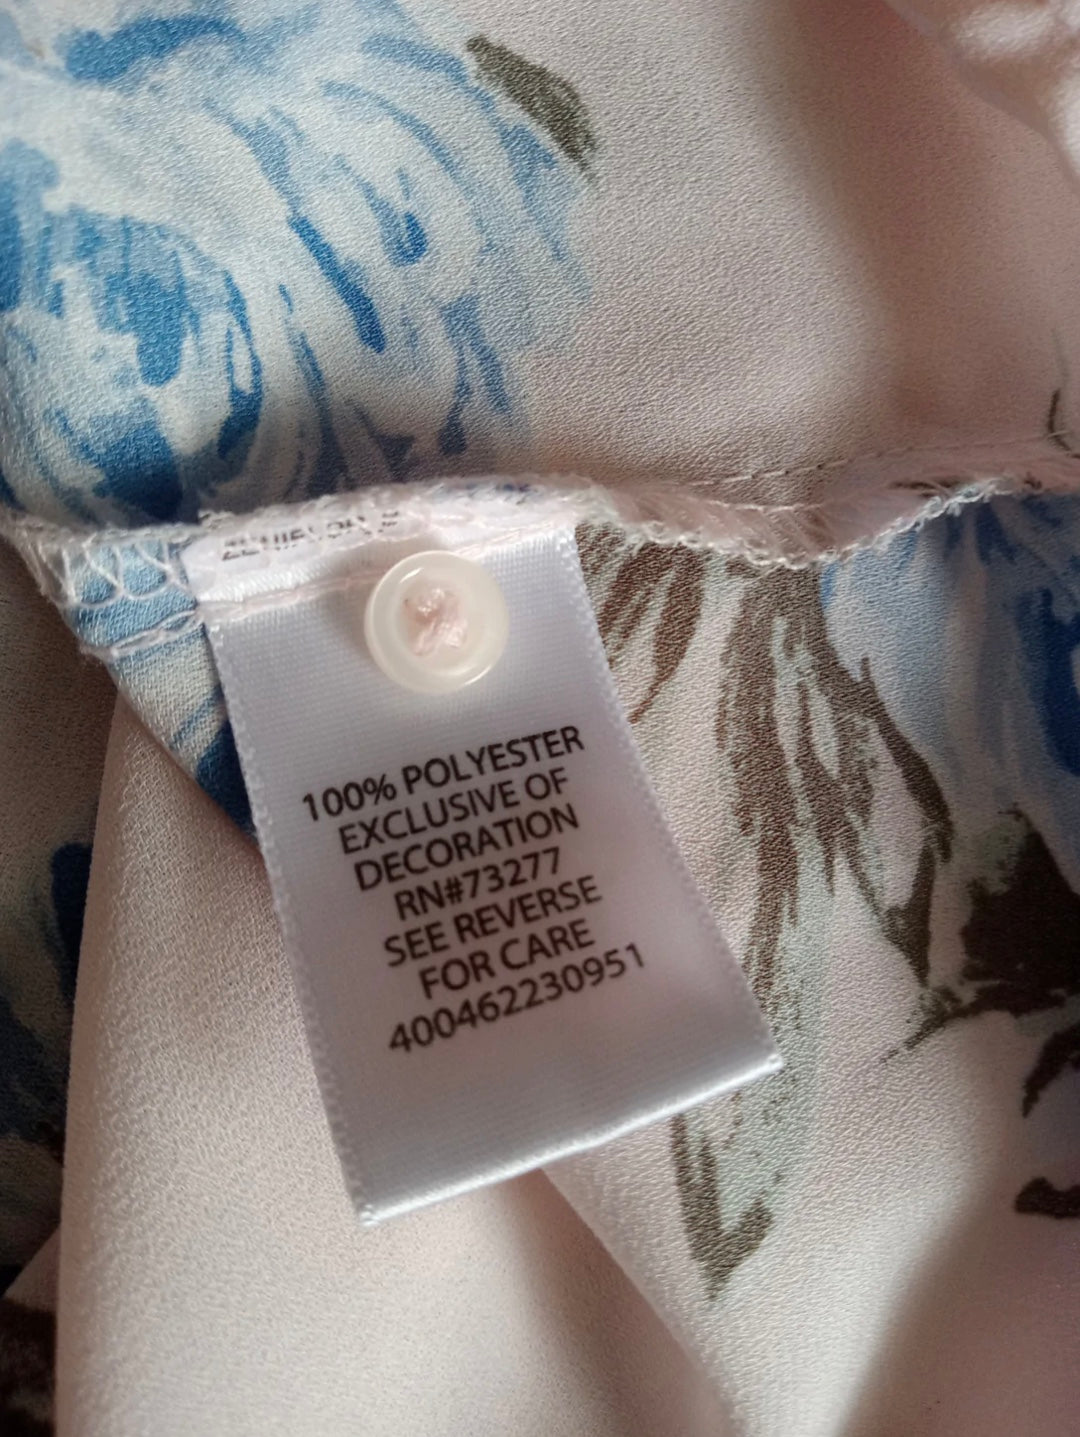 100% POLYESTER
EXCLUSIVE OF
DECORATION
RN#73277
SEE REVERSE
FOR CARE
400462230951